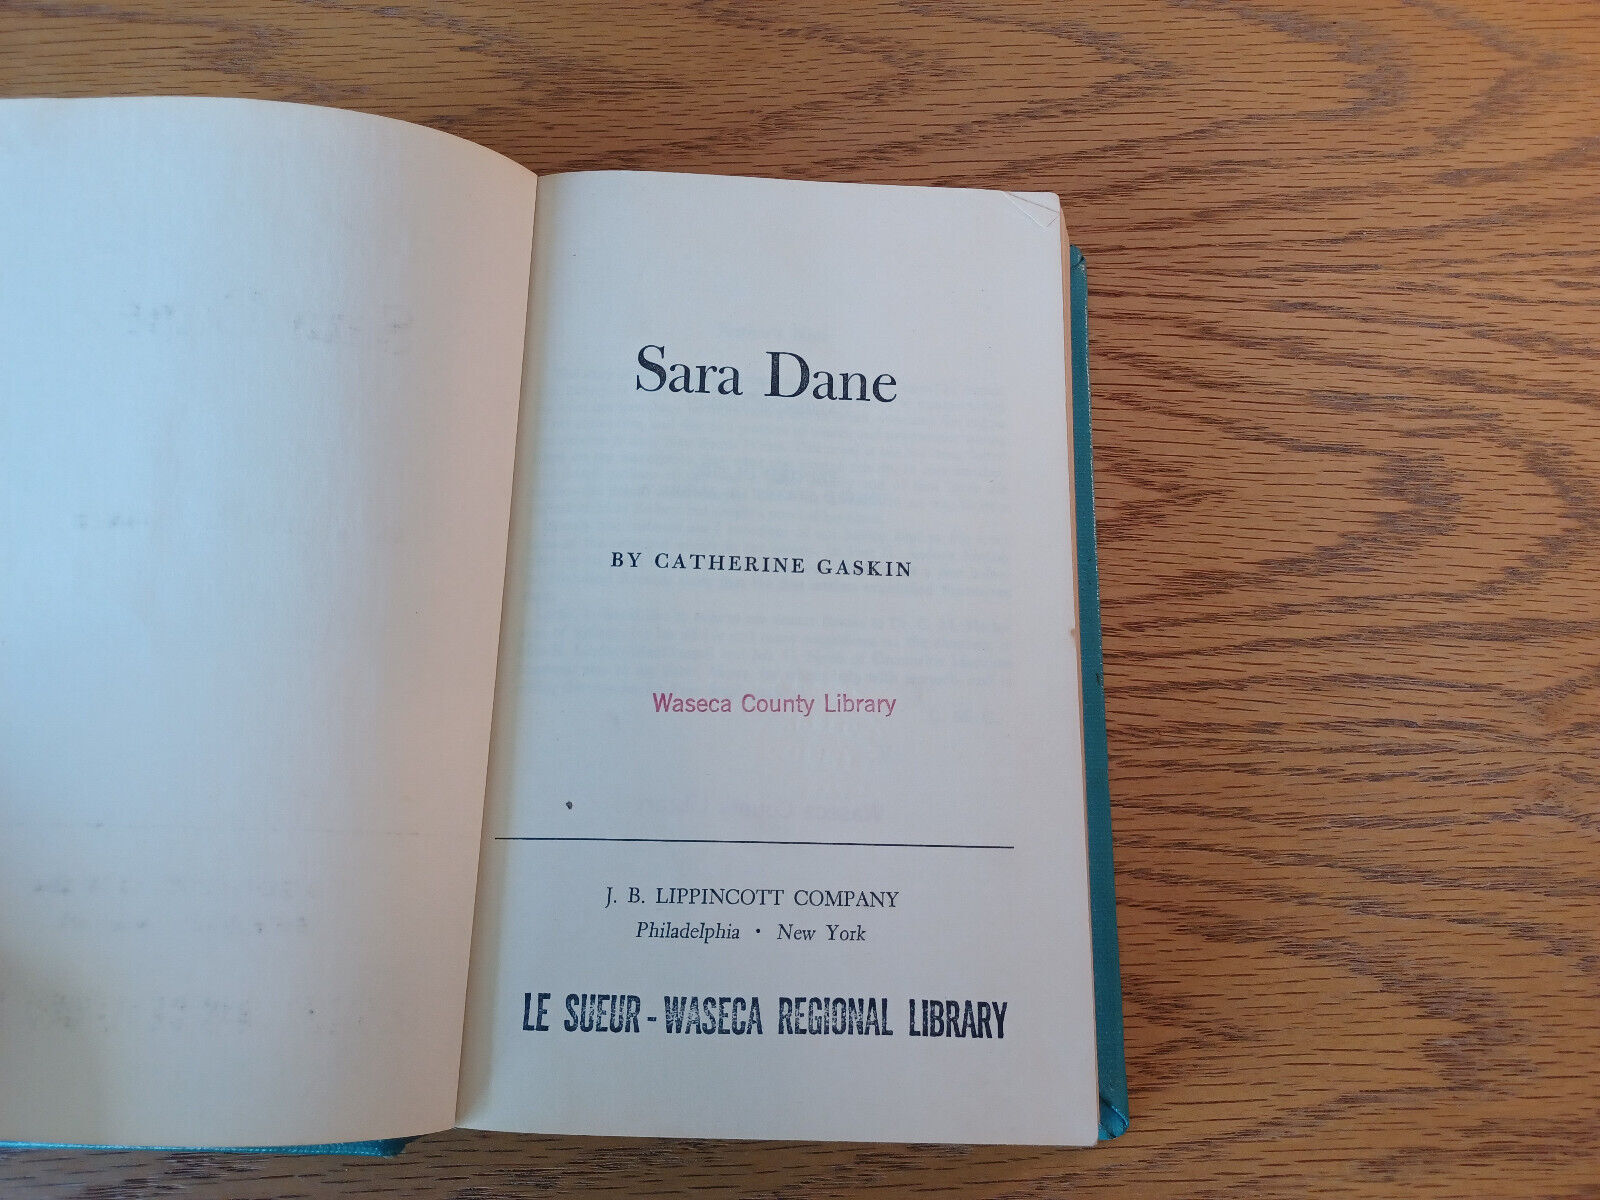 Sara Dane
BY CATHERINE GASKIN
Waseca County Library
J. B. LIPPINCOTT COMPANY
Philadelphia • New York
LE SUEUR - WASECA REGIONAL LIBRARY